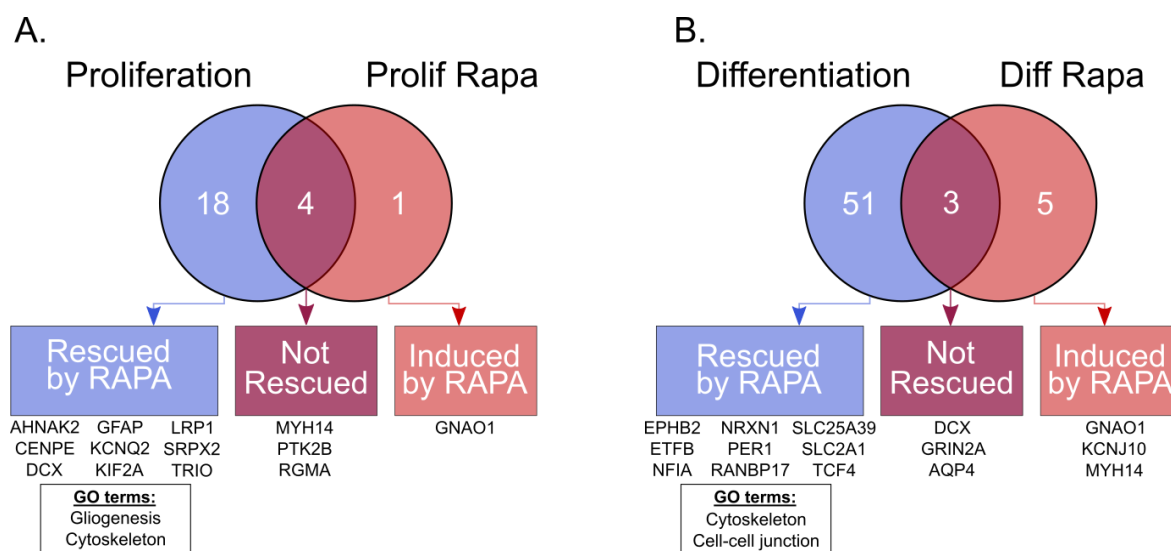 A.
Proliferation
Prolif Rapa
18
4
1
Rescued
by RAPA
Not
Rescued
Induced
by RAPA
AHNAK2 GFAP LRP1
CENPE KCNQ2 SRPX2
DCX KIF2A TRIO
MYH14
PTK2B
RGMA
GNAO1
GO terms:
Gliogenesis
Cytoskeleton
B.
Differentiation
Diff Rapa
51
3
5
Rescued
by RAPA
Not
Rescued
Induced
by RAPA
EPHB2 NRXN1 SLC25A39
ETFB PER1 SLC2A1
NFIA RANBP17 TCF4
DCX
GRIN2A
AQP4
GNAO1
KCNJ10
MYH14
GO terms:
Cytoskeleton
Cell-cell junction